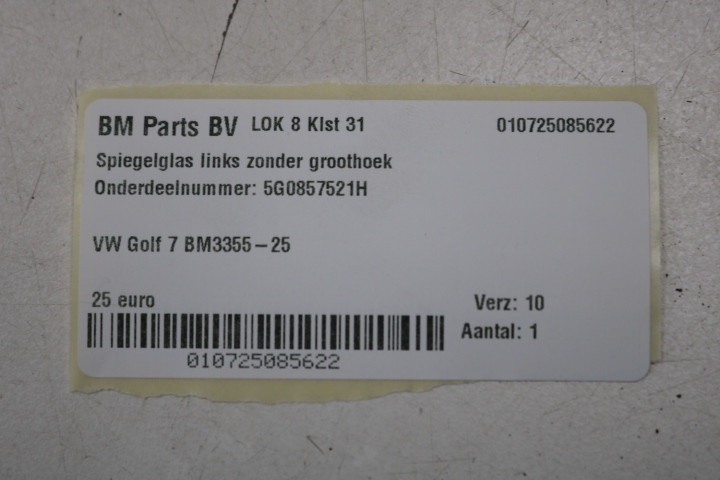 BM Parts BV LOK 8 Klst 31 010725085622
Spiegelglas links zonder groothoek
Onderdeelnummer: 5G0857521H
VW Golf 7 BM3355-25
25 euro Verz: 10
Aantal: 1
010725085622